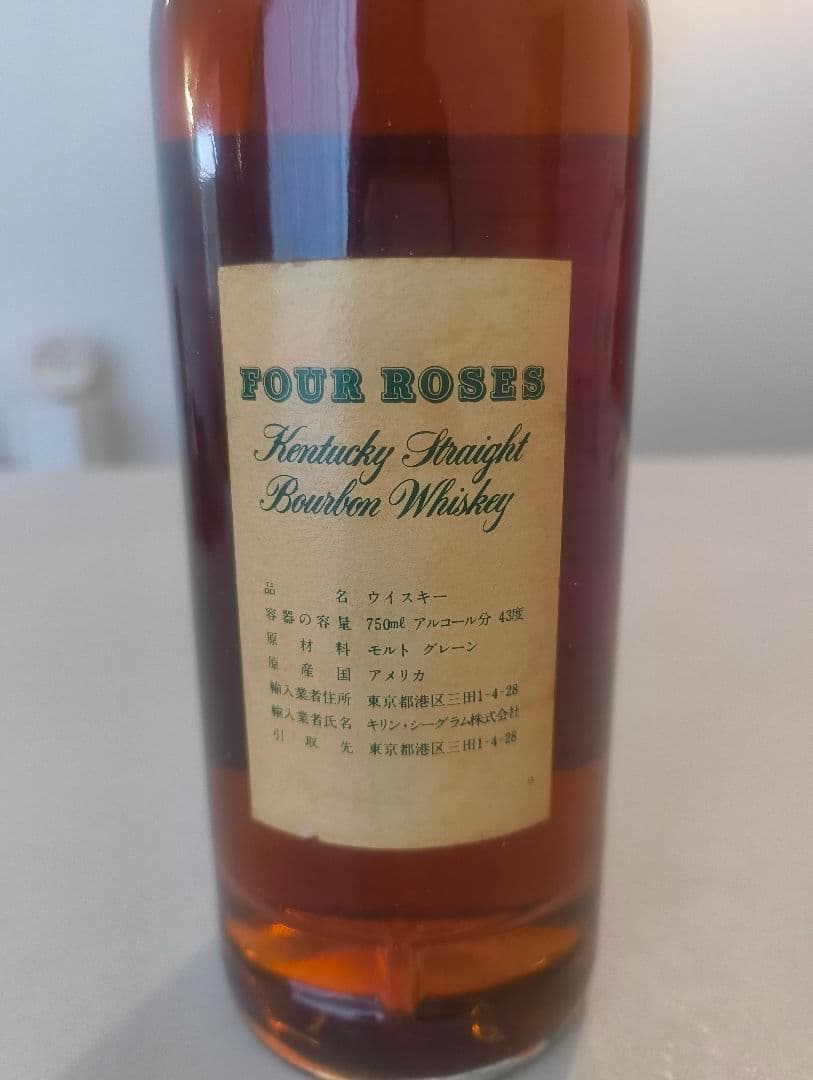 FOUR ROSES
Kentucky Straight
Bourbon Whiskey
品名 ウイスキー
容器の容量 750mℓ アルコール分 43度
原材料 モルト グレーン
原産国 アメリカ
輸入業者住所 東京都港区三田1-4-28
輸入業者氏名 キリン・シーグラム株式会社
引取先 東京都港区三田1-4-28